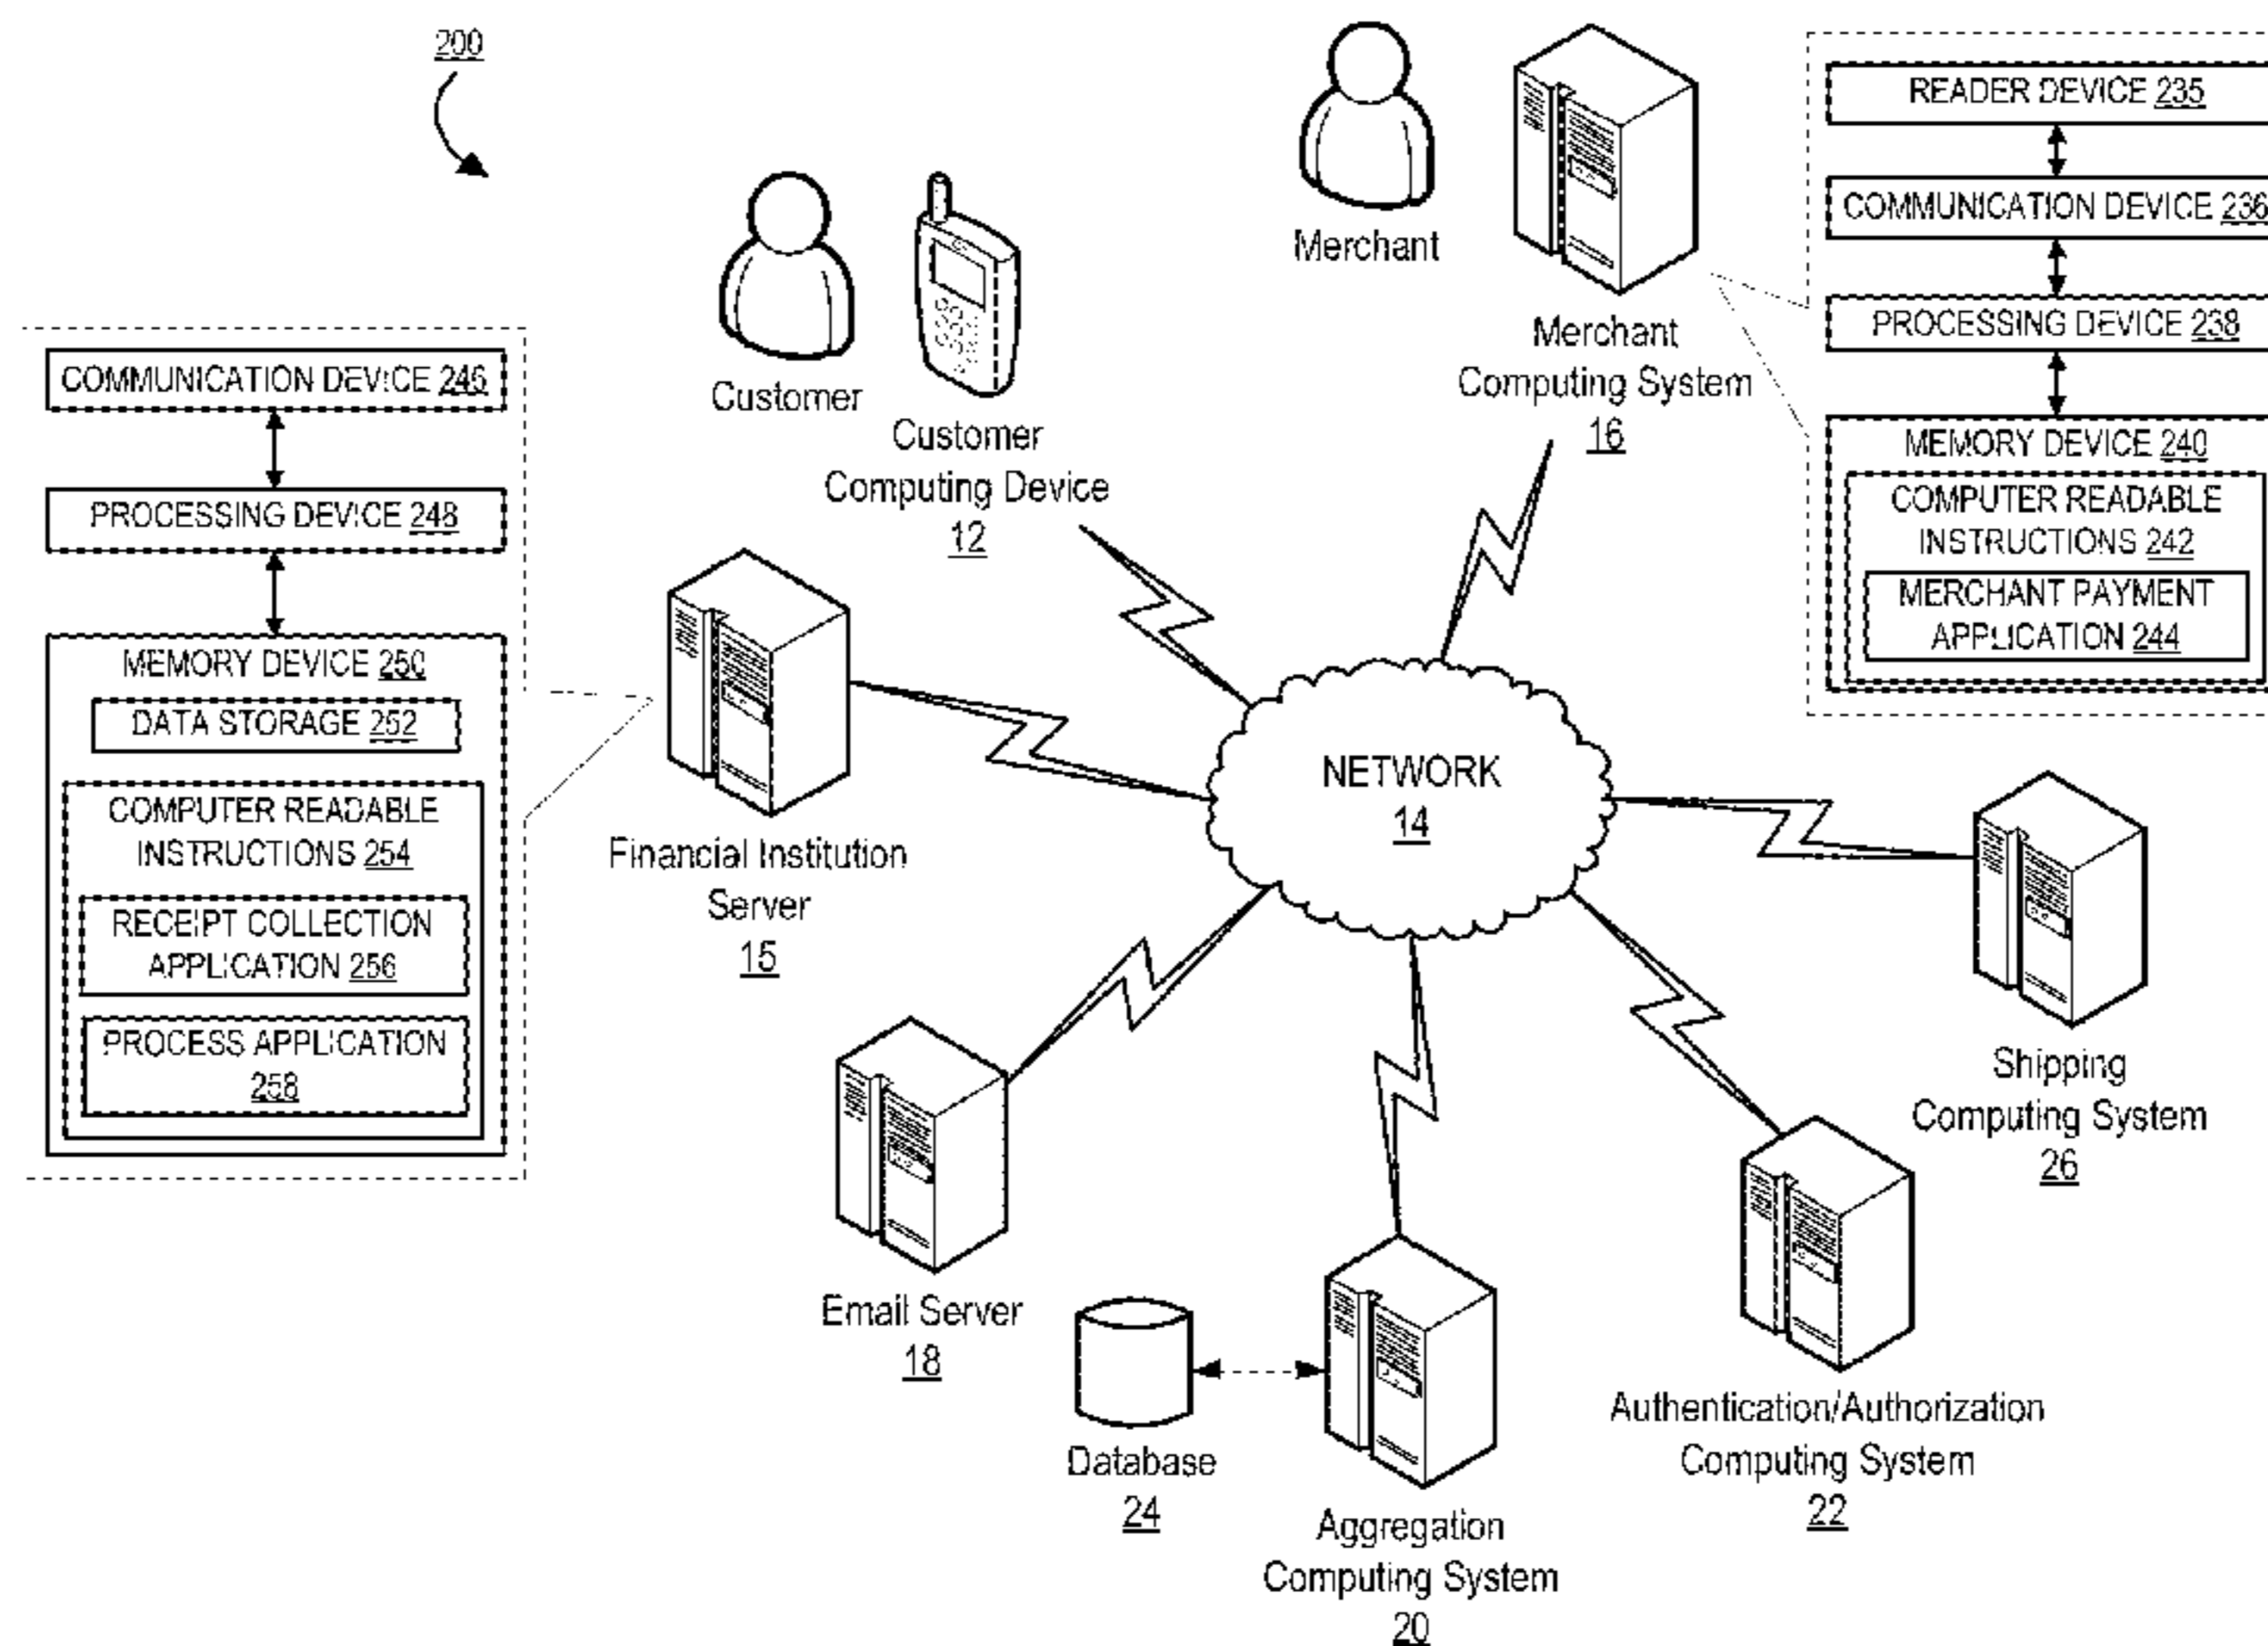 200
READER DEVICE 235
COMMUNICATION DEVICE 236
PROCESSING DEVICE 238
MEMORY DEVICE 240
COMPUTER READABLE
INSTRUCTIONS 242
MERCHANT PAYMENT
APPLICATION 244
Merchant
Merchant
Computing System
16
Customer
Customer
Computing Device
12
COMMUNICATION DEVICE 246
PROCESSING DEVICE 248
MEMORY DEVICE 250
DATA STORAGE 252
COMPUTER READABLE
INSTRUCTIONS 254
RECEIPT COLLECTION
APPLICATION 256
PROCESS APPLICATION
258
Financial Institution
Server
15
NETWORK
14
Shipping
Computing System
26
Email Server
18
Database
24
Aggregation
Computing System
20
Authentication/Authorization
Computing System
22